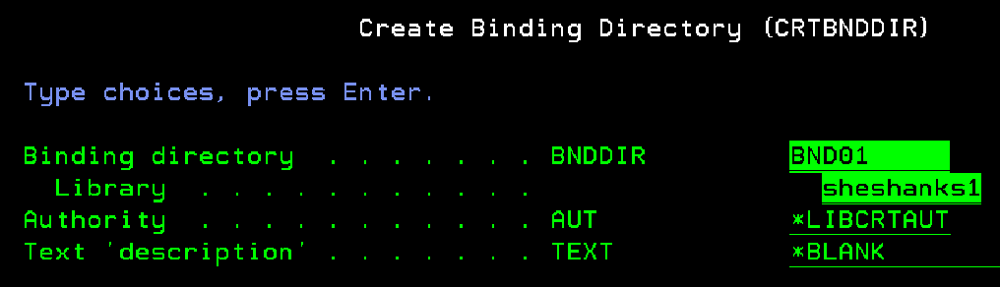 Create Binding Directory (CRTBNDDIR)
Type choices, press Enter.
Binding directory . . . . . . . BNDDIR BND01
Library . . . . . . . . . . . sheshanks1
Authority . . . . . . . . . . . AUT *LIBCRTAUT
Text 'description' . . . . . . . TEXT *BLANK